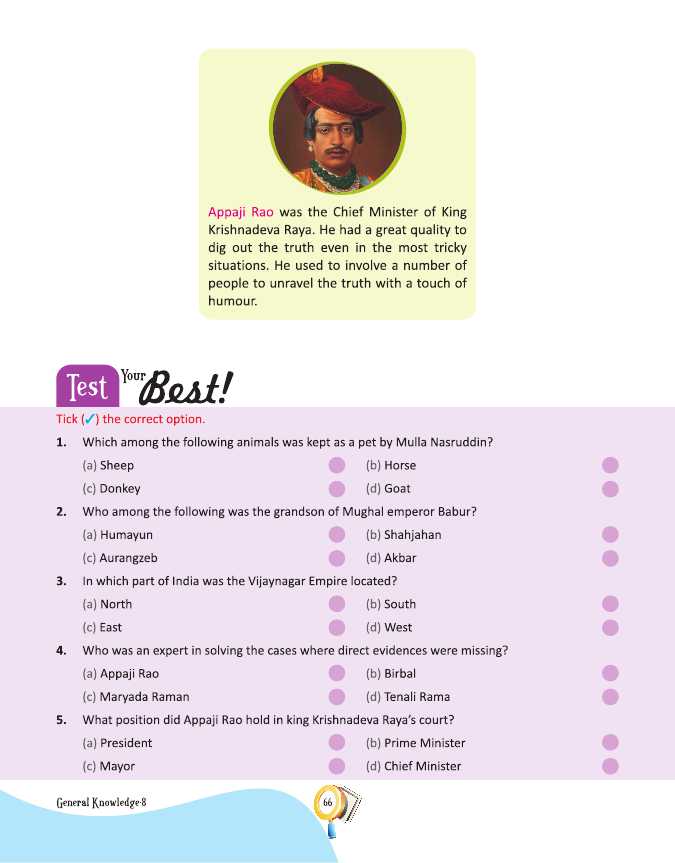 Appaji Rao was the Chief Minister of King
Krishnadeva Raya. He had a great quality to
dig out the truth even in the most tricky
situations. He used to involve a number of
people to unravel the truth with a touch of
humour.
Test Your Best!
Tick (✓) the correct option.
1. Which among the following animals was kept as a pet by Mulla Nasruddin?
(a) Sheep (b) Horse
(c) Donkey (d) Goat
2. Who among the following was the grandson of Mughal emperor Babur?
(a) Humayun (b) Shahjahan
(c) Aurangzeb (d) Akbar
3. In which part of India was the Vijaynagar Empire located?
(a) North (b) South
(c) East (d) West
4. Who was an expert in solving the cases where direct evidences were missing?
(a) Appaji Rao (b) Birbal
(c) Maryada Raman (d) Tenali Rama
5. What position did Appaji Rao hold in king Krishnadeva Raya's court?
(a) President (b) Prime Minister
(c) Mayor (d) Chief Minister
General Knowledge-8
66